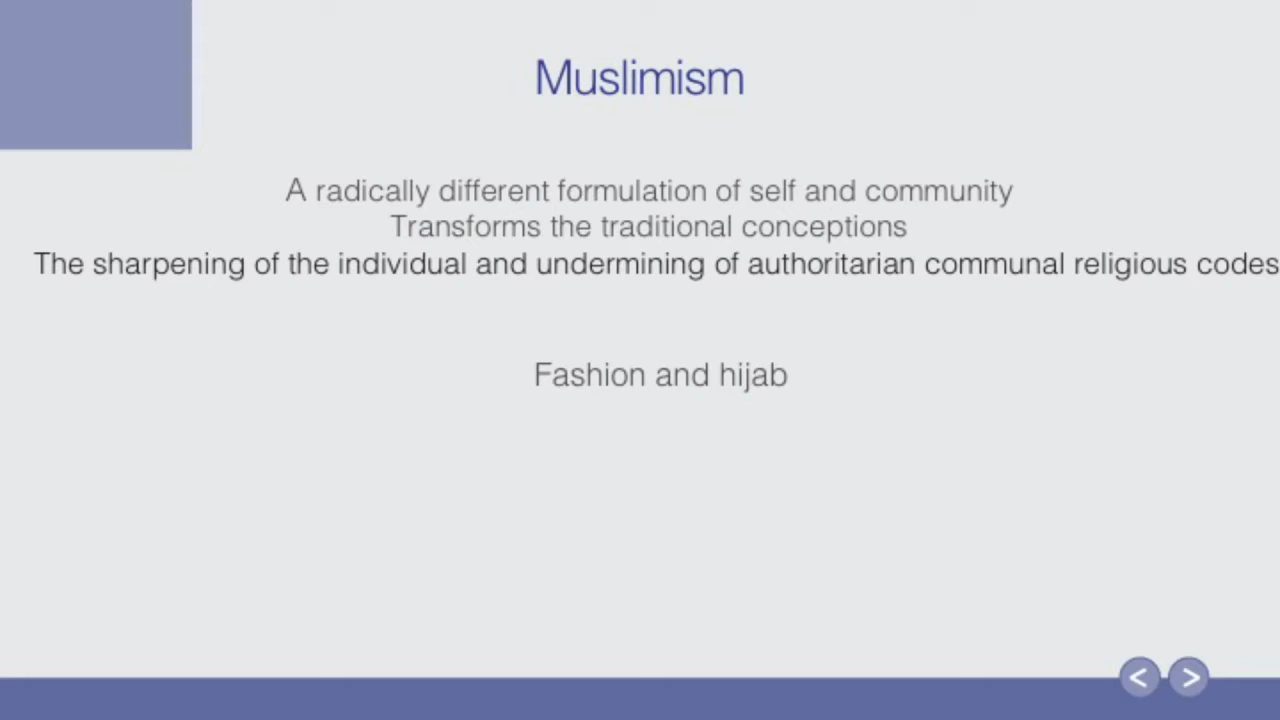 Muslimism
A radically different formulation of self and community
Transforms the traditional conceptions
The sharpening of the individual and undermining of authoritarian communal religious codes
Fashion and hijab
< >